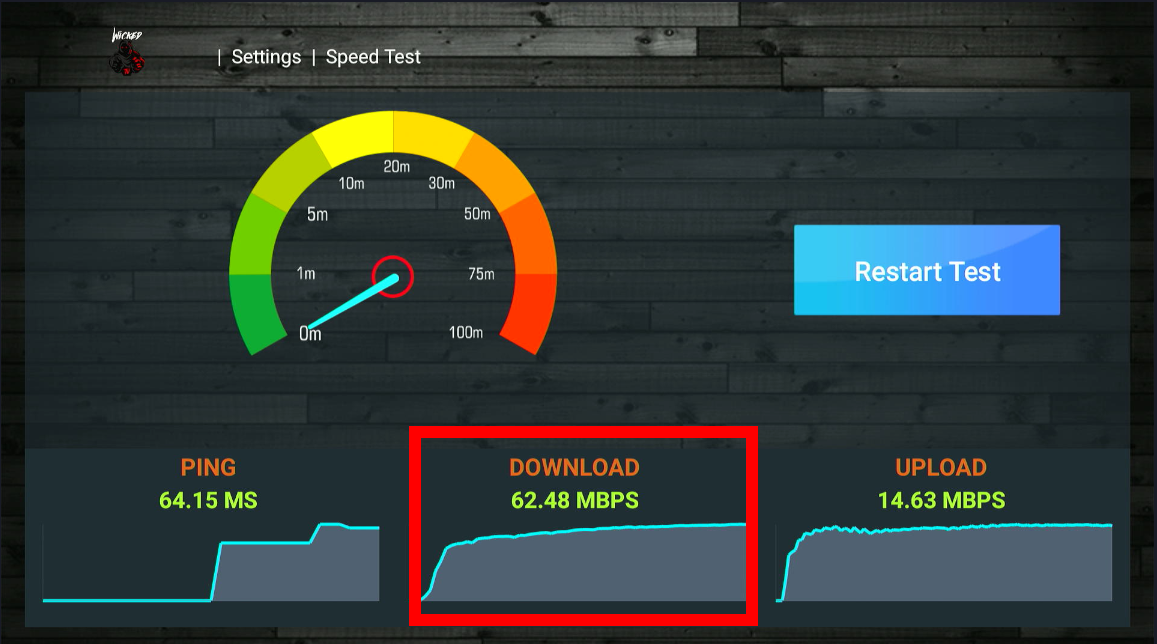 WICKED
| Settings | Speed Test
20m
10m
30m
5m
50m
1m
75m
0m
100m
Restart Test
PING
64.15 MS
DOWNLOAD
62.48 MBPS
UPLOAD
14.63 MBPS